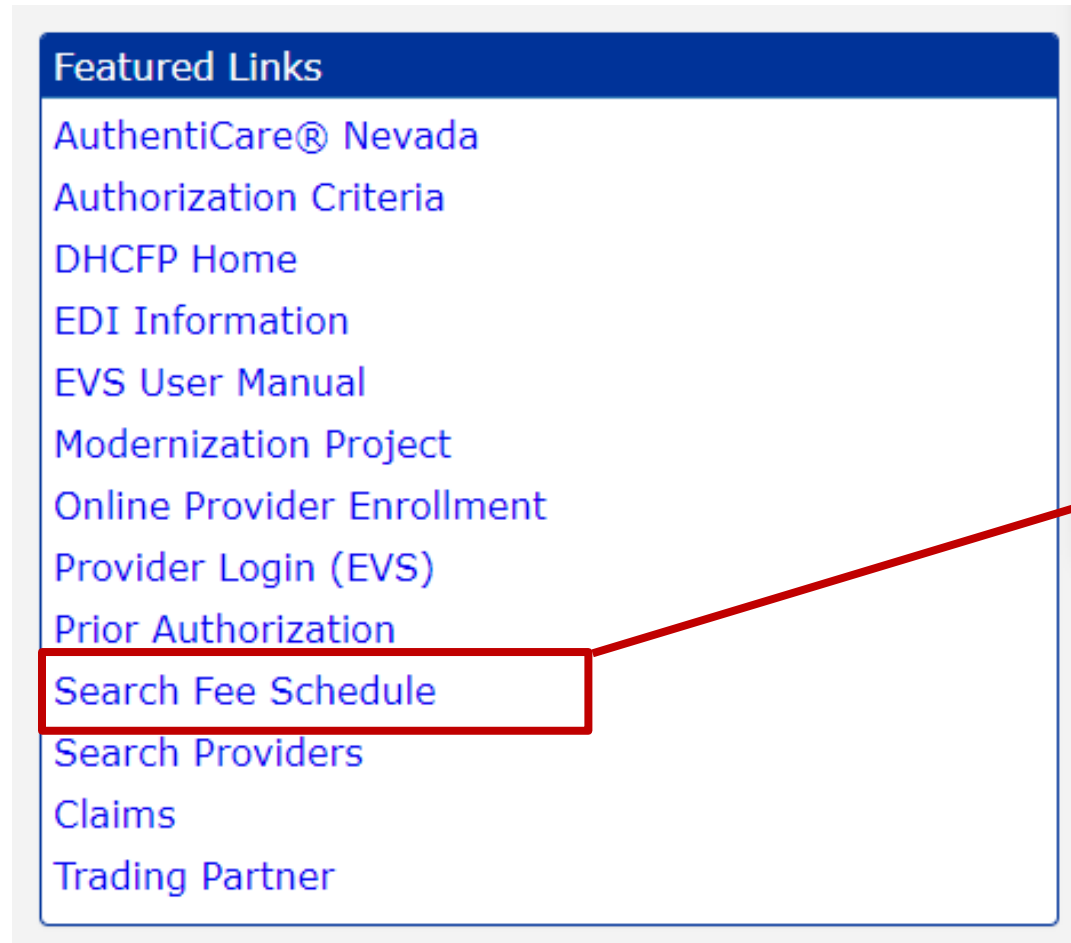 Featured Links
AuthentiCare® Nevada
Authorization Criteria
DHCFP Home
EDI Information
EVS User Manual
Modernization Project
Online Provider Enrollment
Provider Login (EVS)
Prior Authorization
Search Fee Schedule
Search Providers
Claims
Trading Partner